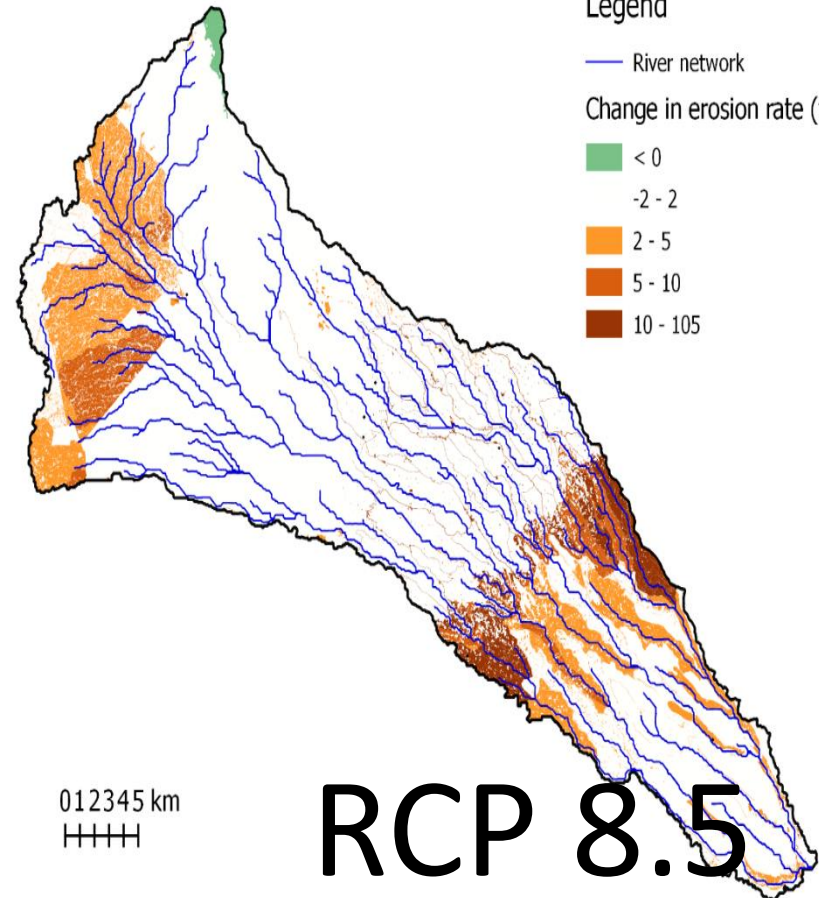 Legend
River network
Change in erosion rate (
< 0
-2 - 2
2 - 5
5 - 10
10 - 105
012345 km
RCP 8.5